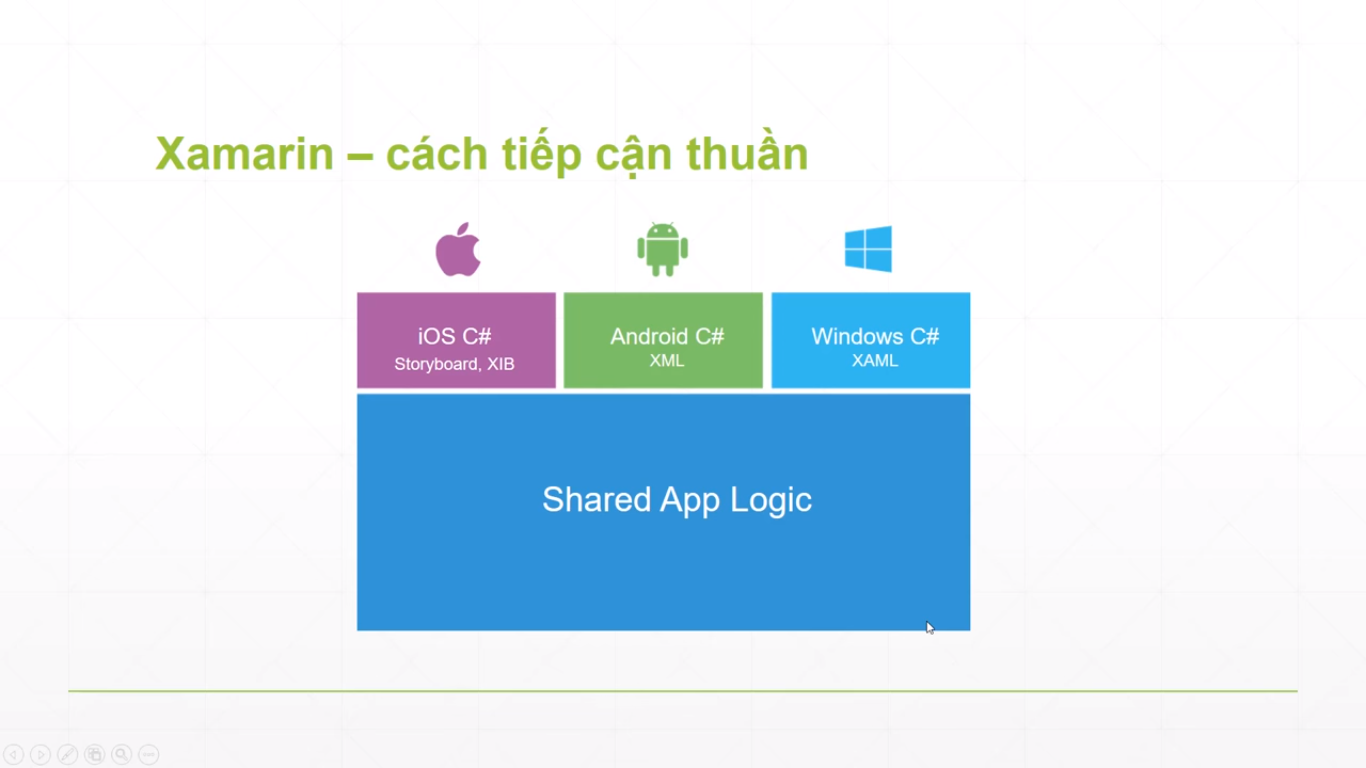 Xamarin – cách tiếp cận thuần
iOS C#
Storyboard, XIB
Android C#
XML
Windows C#
XAML
Shared App Logic